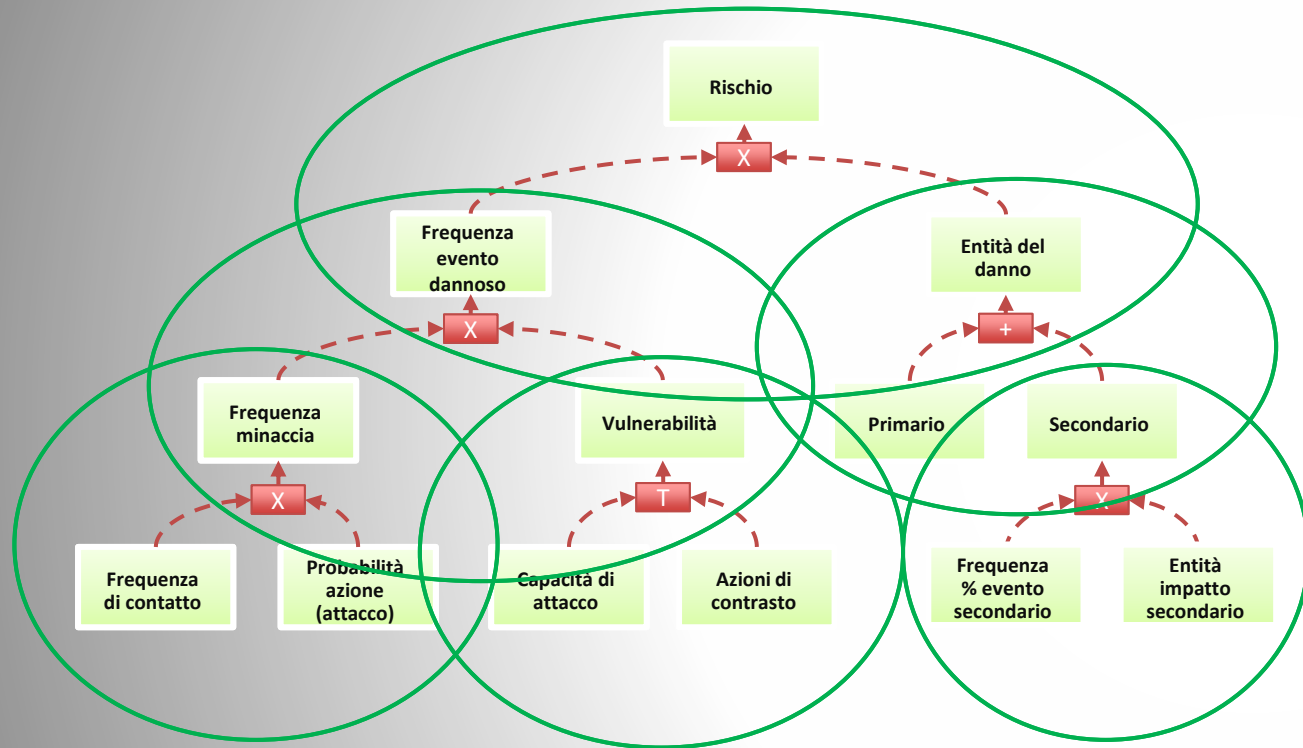 Rischio
X
Frequenza
evento
dannoso
Entità del
danno
X
+
Frequenza
minaccia
Vulnerabilità
Primario
Secondario
X
T
X
Frequenza
di contatto
Probabilità
azione
(attacco)
Capacità di
attacco
Azioni di
contrasto
Frequenza
% evento
secondario
Entità
impatto
secondario